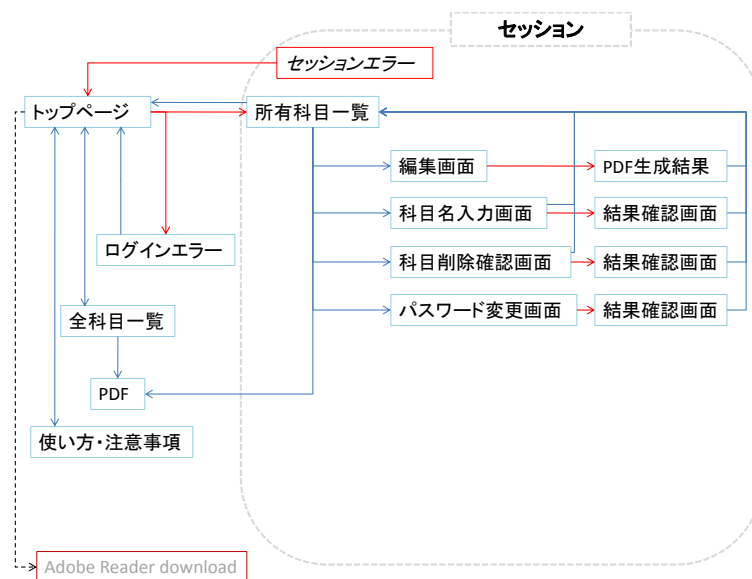 セッション
セッションエラー
トップページ
所有科目一覧
編集画面
PDF生成結果
科目名入力画面
結果確認画面
ログインエラー
科目削除確認画面
結果確認画面
全科目一覧
パスワード変更画面
結果確認画面
PDF
使い方・注意事項
Adobe Reader download